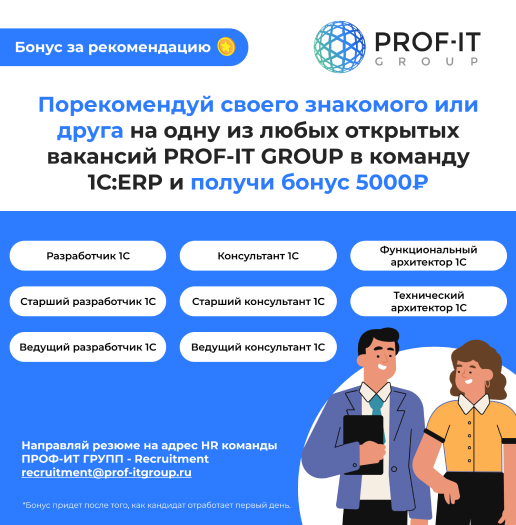 Бонус за рекомендацию
PROF-IT
GROUP
Порекомендуй своего знакомого или
друга на одну из любых открытых
вакансий PROF-IT GROUP в команду
1С:ERP и получи бонус 5000₽
Разработчик 1С
Консультант 1С
Функциональный
архитектор 1С
Старший разработчик 1С
Старший консультант 1С
Технический
архитектор 1С
Ведущий разработчик 1С
Ведущий консультант 1С
Направляй резюме на адрес HR команды
ПРОФ-ИТ ГРУПП - Recruitment
recruitment@prof-itgroup.ru
*Бонус придет после того, как кандидат отработает первый день.